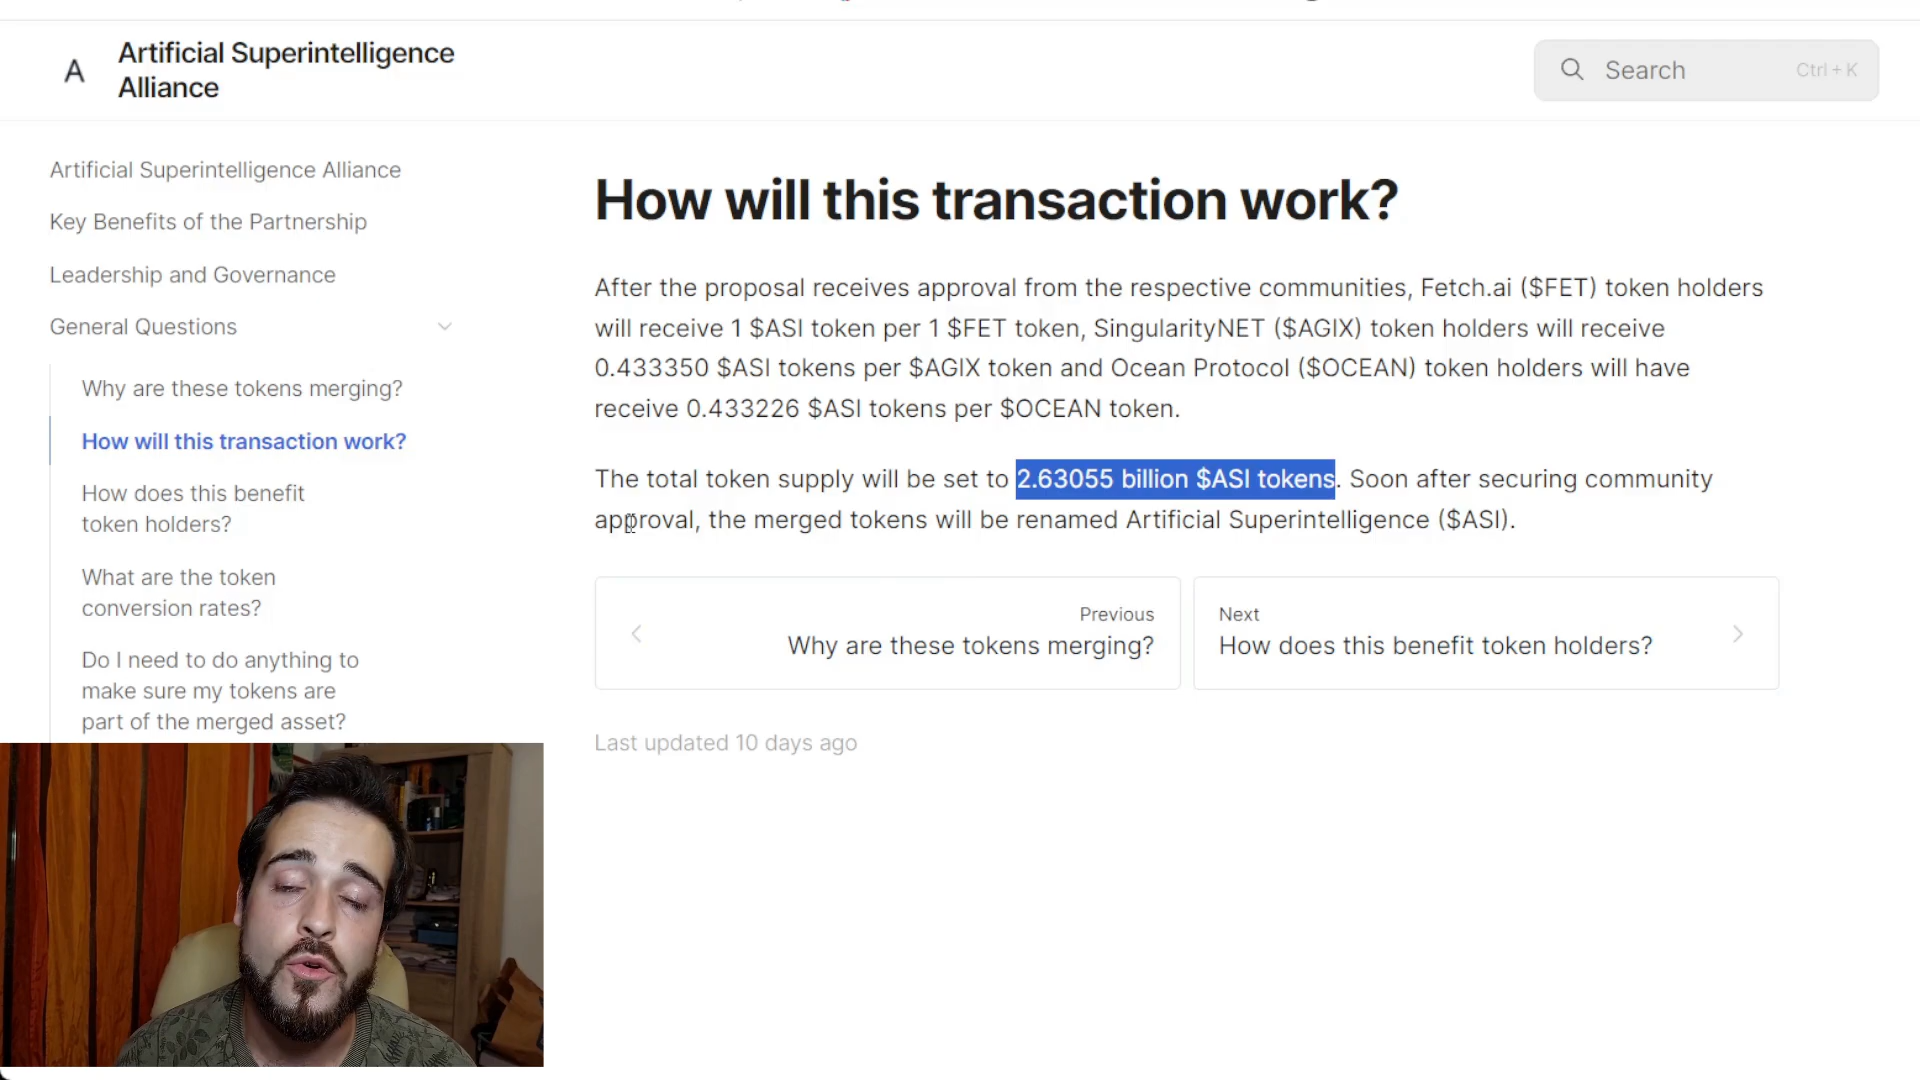 Artificial Superintelligence
Alliance
A
Search
Ctrl + K
Artificial Superintelligence Alliance
Key Benefits of the Partnership
Leadership and Governance
General Questions
Why are these tokens merging?
How will this transaction work?
How does this benefit
token holders?
What are the token
conversion rates?
Do I need to do anything to
make sure my tokens are
part of the merged asset?
How will this transaction work?
After the proposal receives approval from the respective communities, Fetch.ai ($FET) token holders
will receive 1 $ASI token per 1 $FET token, SingularityNET ($AGIX) token holders will receive
0.433350 $ASI tokens per $AGIX token and Ocean Protocol ($OCEAN) token holders will have
receive 0.433226 $ASI tokens per $OCEAN token.
The total token supply will be set to 2.63055 billion $ASI tokens. Soon after securing community
approval, the merged tokens will be renamed Artificial Superintelligence ($ASI).
Previous
Why are these tokens merging?
Next
How does this benefit token holders?
Last updated 10 days ago